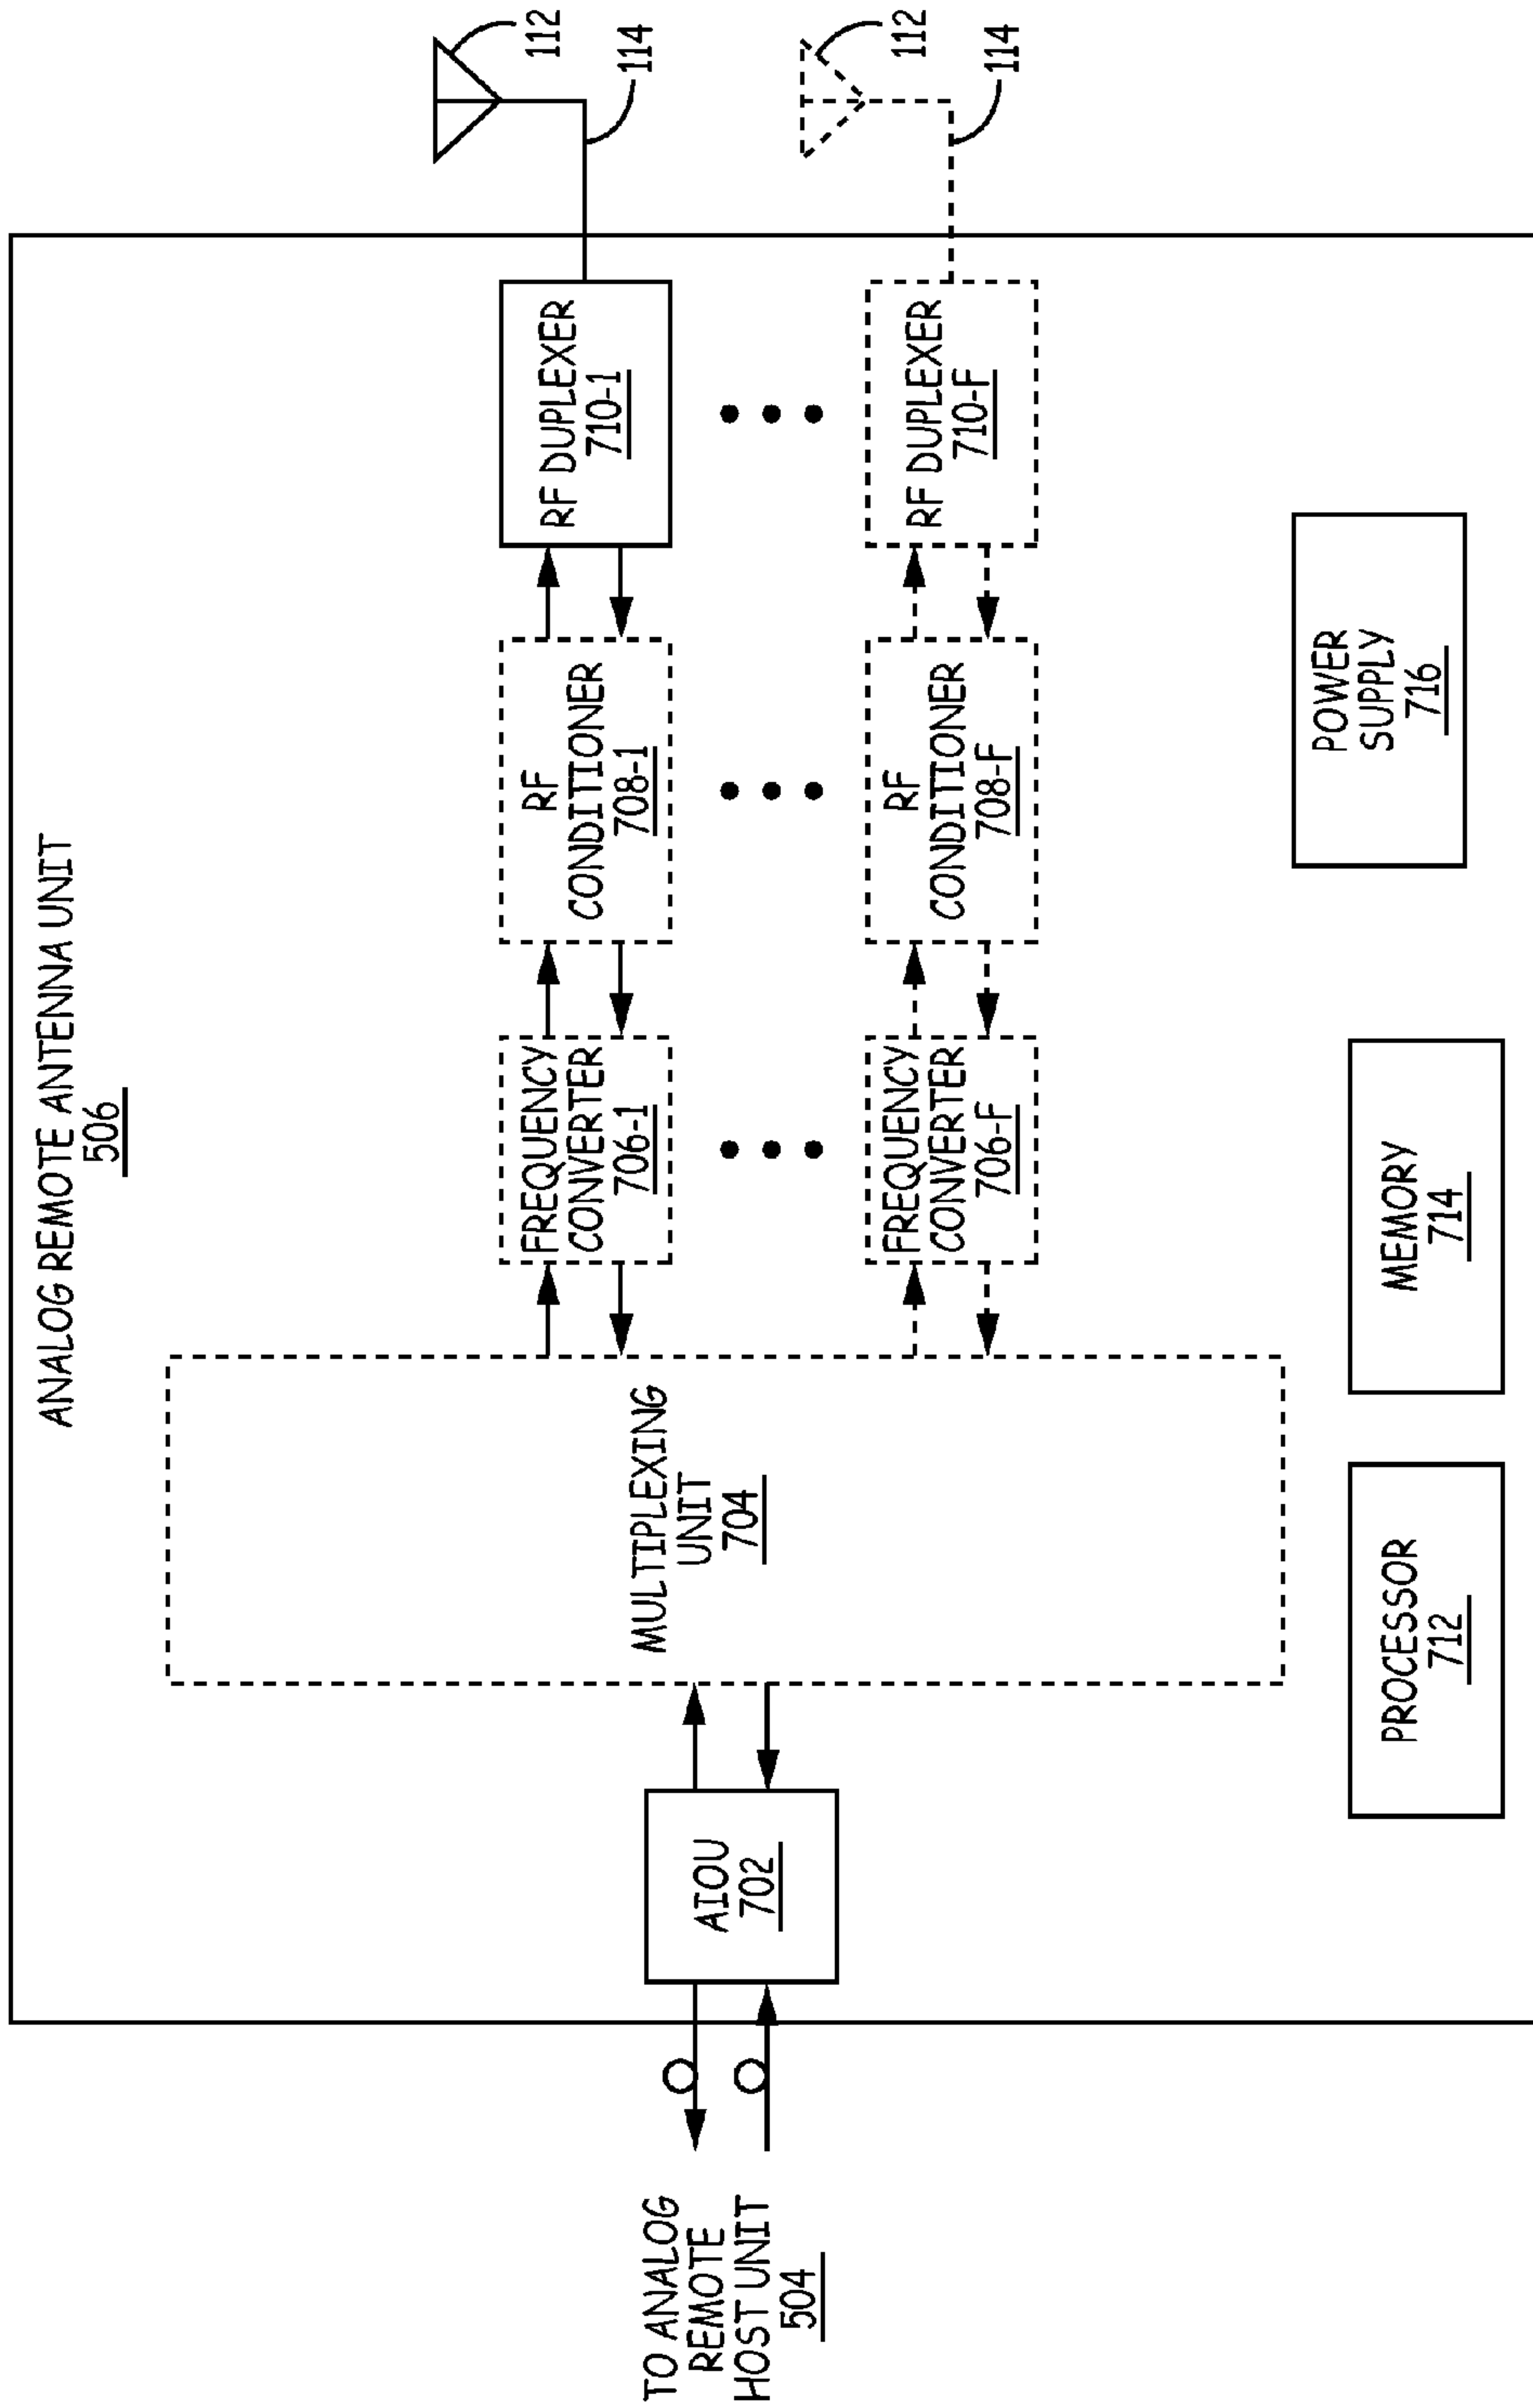 ANALOG REMOTE ANTENNA UNIT
506
TO ANALOG
REMOTE
HOST UNIT
504
AIOU
702
MULTIPLEXING
UNIT
704
FREQUENCY
CONVERTER
706-1
RF
CONDITIONER
708-1
RF DUPLEXER
710-1
112
114
FREQUENCY
CONVERTER
706-F
RF
CONDITIONER
708-F
RF DUPLEXER
710-F
112
114
PROCESSOR
712
MEMORY
714
POWER
SUPPLY
716